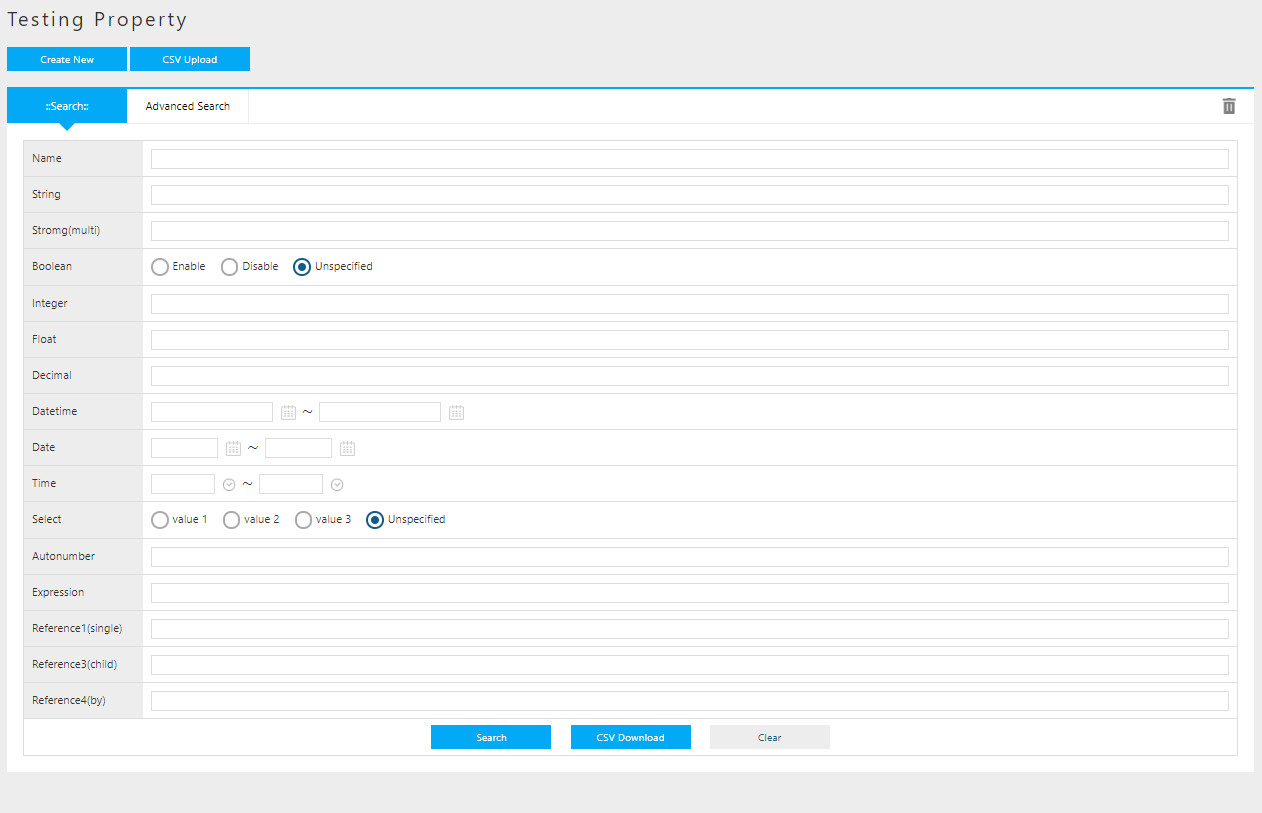 Testing Property
Create New CSV Upload
::Search:: Advanced Search
Name
String
Stromg(multi)
Boolean Enable Disable Unspecified
Integer
Float
Decimal
Datetime ~
Date ~
Time ~
Select value 1 value 2 value 3 Unspecified
Autonumber
Expression
Reference1(single)
Reference3(child)
Reference4(by)
Search CSV Download Clear